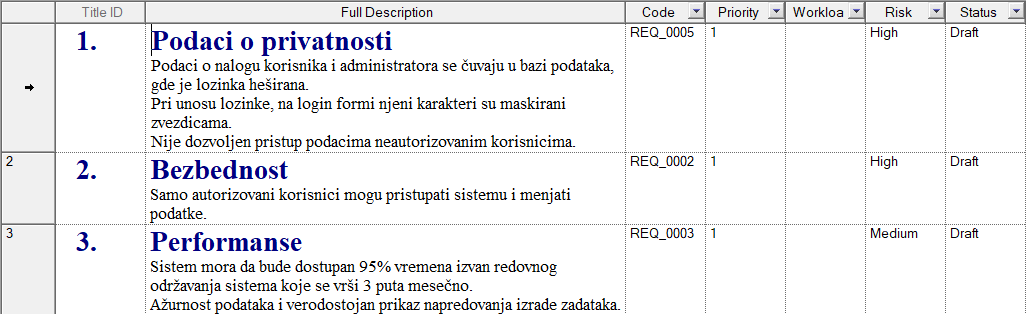 Title ID Full Description Code Priority Workloa Risk Status
1. Podaci o privatnosti REQ_0005 1 High Draft
Podaci o nalogu korisnika i administratora se čuvaju u bazi podataka,
gde je lozinka heširana.
Pri unosu lozinke, na login formi njeni karakteri su maskirani
zvezdicama.
Nije dozvoljen pristup podacima neautorizovanim korisnicima.
2 2. Bezbednost REQ_0002 1 High Draft
Samo autorizovani korisnici mogu pristupati sistemu i menjati
podatke.
3 3. Performanse REQ_0003 1 Medium Draft
Sistem mora da bude dostupan 95% vremena izvan redovnog
održavanja sistema koje se vrši 3 puta mesečno.
Ažurnost podataka i verodostojan prikaz napredovanja izrade zadataka.